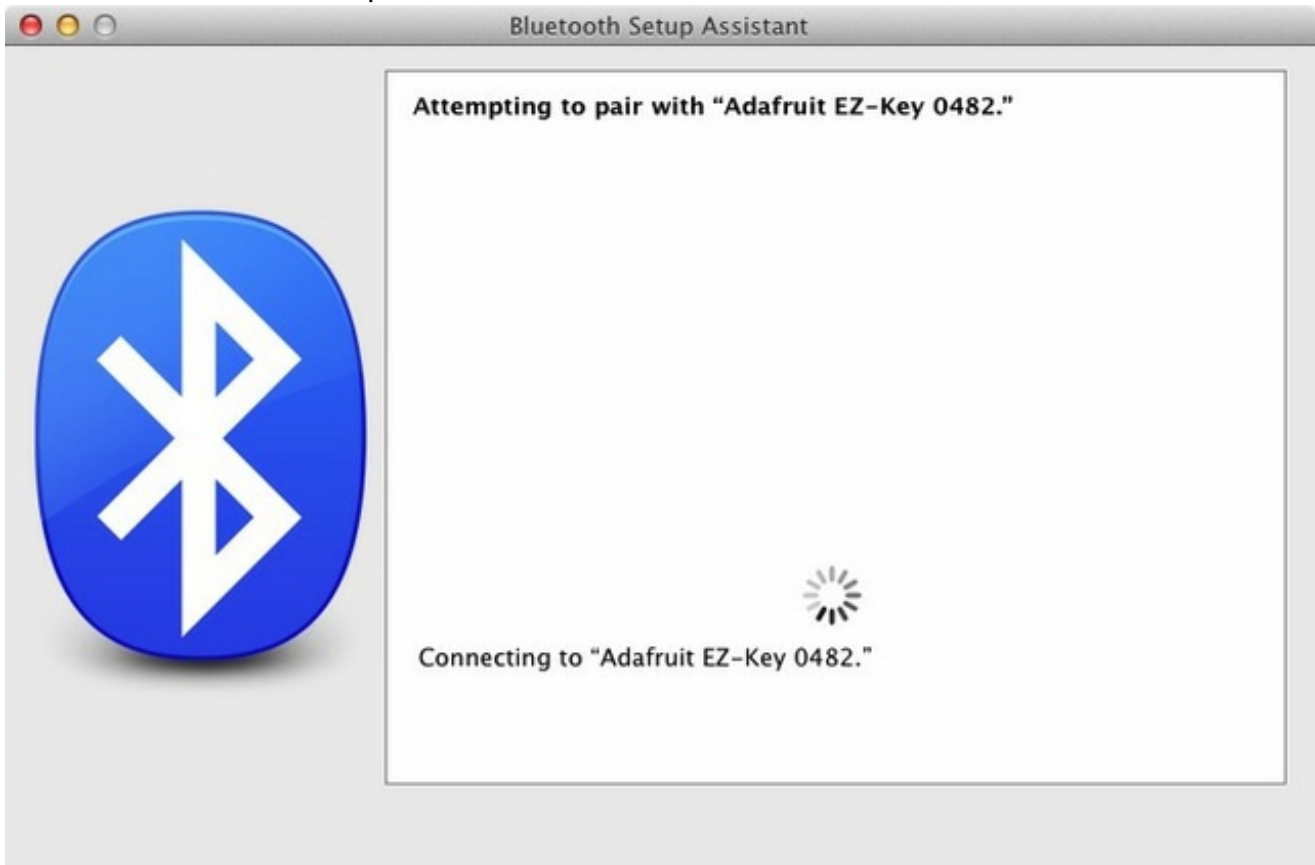 Bluetooth Setup Assistant
Attempting to pair with “Adafruit EZ-Key 0482.”
Connecting to “Adafruit EZ-Key 0482.”